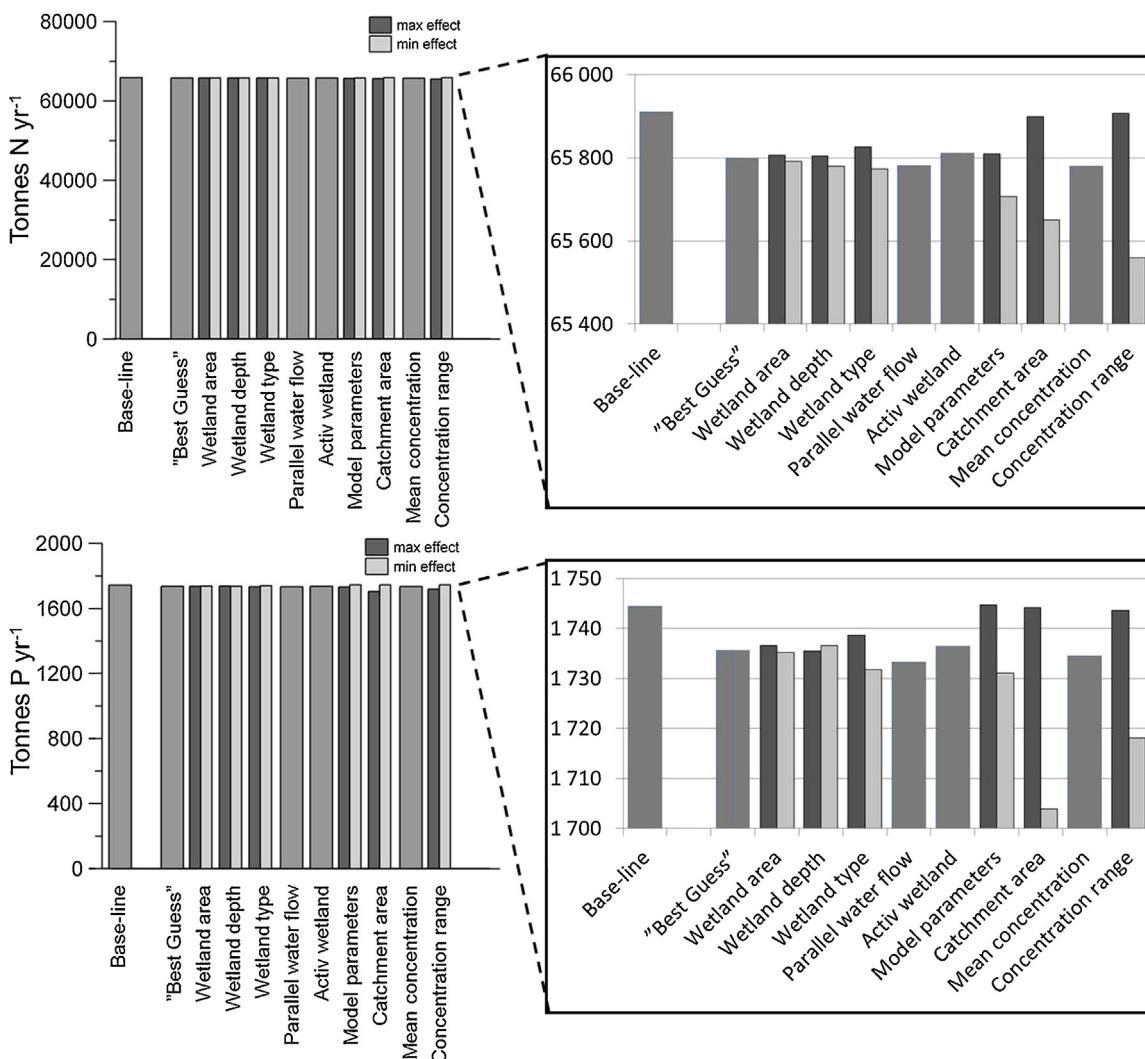 80000
60000
40000
20000
0
Tonnes N yr-1
max effect
min effect
Base-line
"Best Guess"
Wetland area
Wetland depth
Wetland type
Parallel water flow
Activ wetland
Model parameters
Catchment area
Mean concentration
Concentration range
66 000
65 800
65 600
65 400
Base-line
"Best Guess"
Wetland area
Wetland depth
Wetland type
Parallel water flow
Activ wetland
Model parameters
Catchment area
Mean concentration
Concentration range
2000
1600
1200
800
400
0
Tonnes P yr-1
max effect
min effect
Base-line
"Best Guess"
Wetland area
Wetland depth
Wetland type
Parallel water flow
Activ wetland
Model parameters
Catchment area
Mean concentration
Concentration range
1 750
1 740
1 730
1 720
1 710
1 700
Base-line
"Best Guess"
Wetland area
Wetland depth
Wetland type
Parallel water flow
Activ wetland
Model parameters
Catchment area
Mean concentration
Concentration range